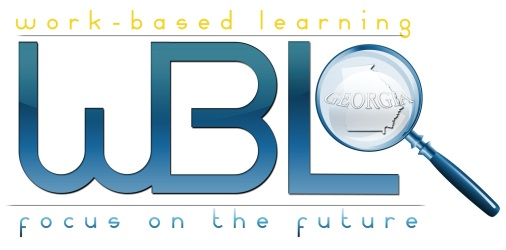 work-based learning
WBL
GEORGIA
focus on the future